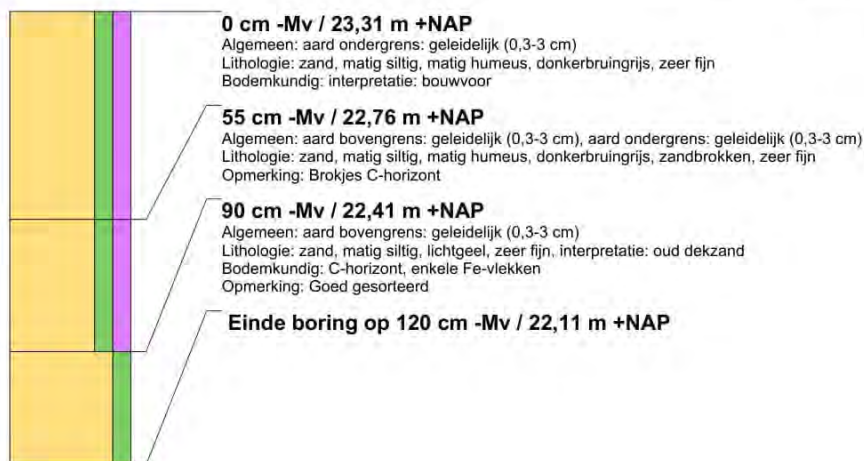 0 cm -Mv / 23,31 m +NAP
Algemeen: aard ondergrens: geleidelijk (0,3-3 cm)
Lithologie: zand, matig siltig, matig humeus, donkerbruingrijs, zeer fijn
Bodemkundig: interpretatie: bouwvoor
55 cm -Mv / 22,76 m +NAP
Algemeen: aard bovengrens: geleidelijk (0,3-3 cm), aard ondergrens: geleidelijk (0,3-3 cm)
Lithologie: zand, matig siltig, matig humeus, donkerbruingrijs, zandbrokken, zeer fijn
Opmerking: Brokjes C-horizont
90 cm -Mv / 22,41 m +NAP
Algemeen: aard bovengrens: geleidelijk (0,3-3 cm)
Lithologie: zand, matig siltig, lichtgeel, zeer fijn, interpretatie: oud dekzand
Bodemkundig: C-horizont, enkele Fe-vlekken
Opmerking: Goed gesorteerd
Einde boring op 120 cm -Mv / 22,11 m +NAP